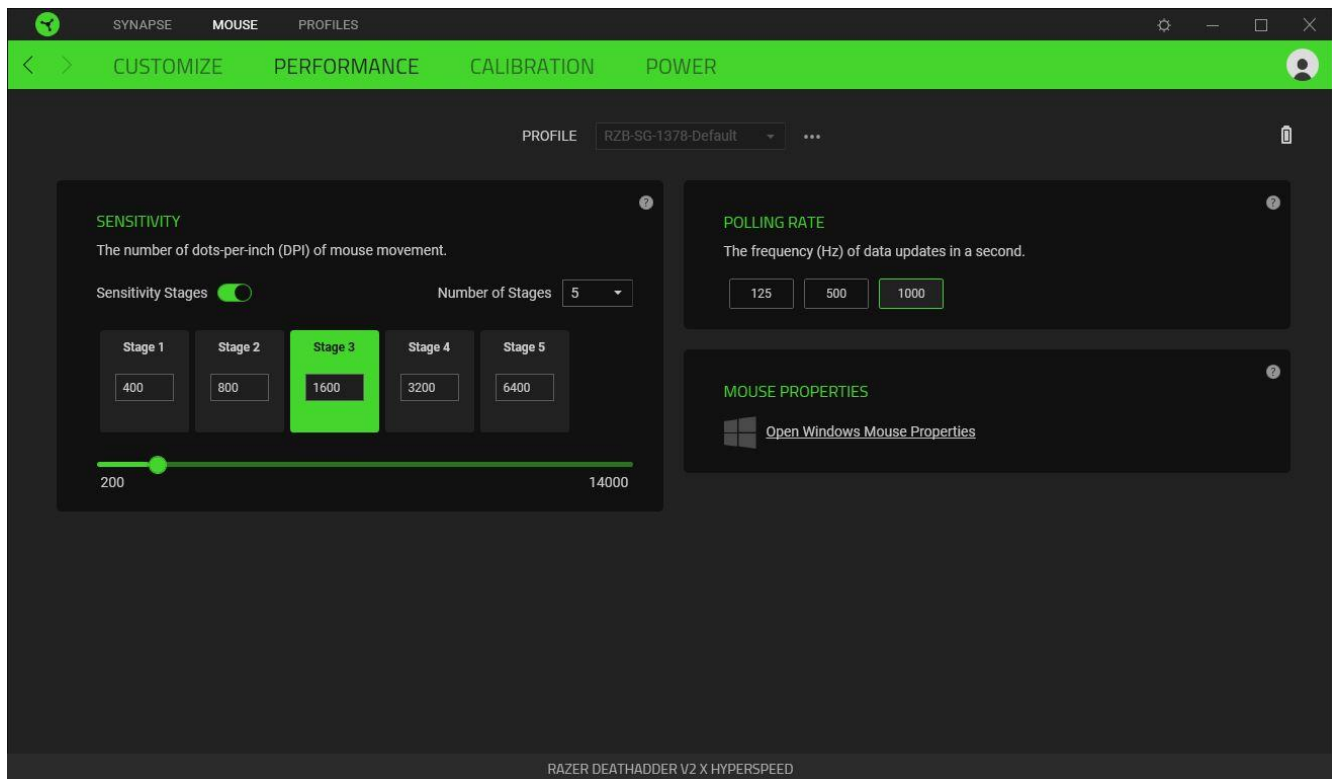 SYNAPSE MOUSE PROFILES
CUSTOMIZE PERFORMANCE CALIBRATION POWER
PROFILE RZB-SG-1378-Default
SENSITIVITY
The number of dots-per-inch (DPI) of mouse movement.
Sensitivity Stages Number of Stages 5
Stage 1 Stage 2 Stage 3 Stage 4 Stage 5
400 800 1600 3200 6400
200 14000
POLLING RATE
The frequency (Hz) of data updates in a second.
125 500 1000
MOUSE PROPERTIES
Open Windows Mouse Properties
RAZER DEATHADDER V2 X HYPERSPEED